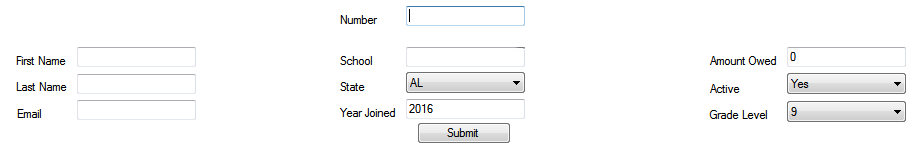 Number
First Name School Amount Owed 0
Last Name State AL Active Yes
Email Year Joined 2016 Grade Level 9
Submit